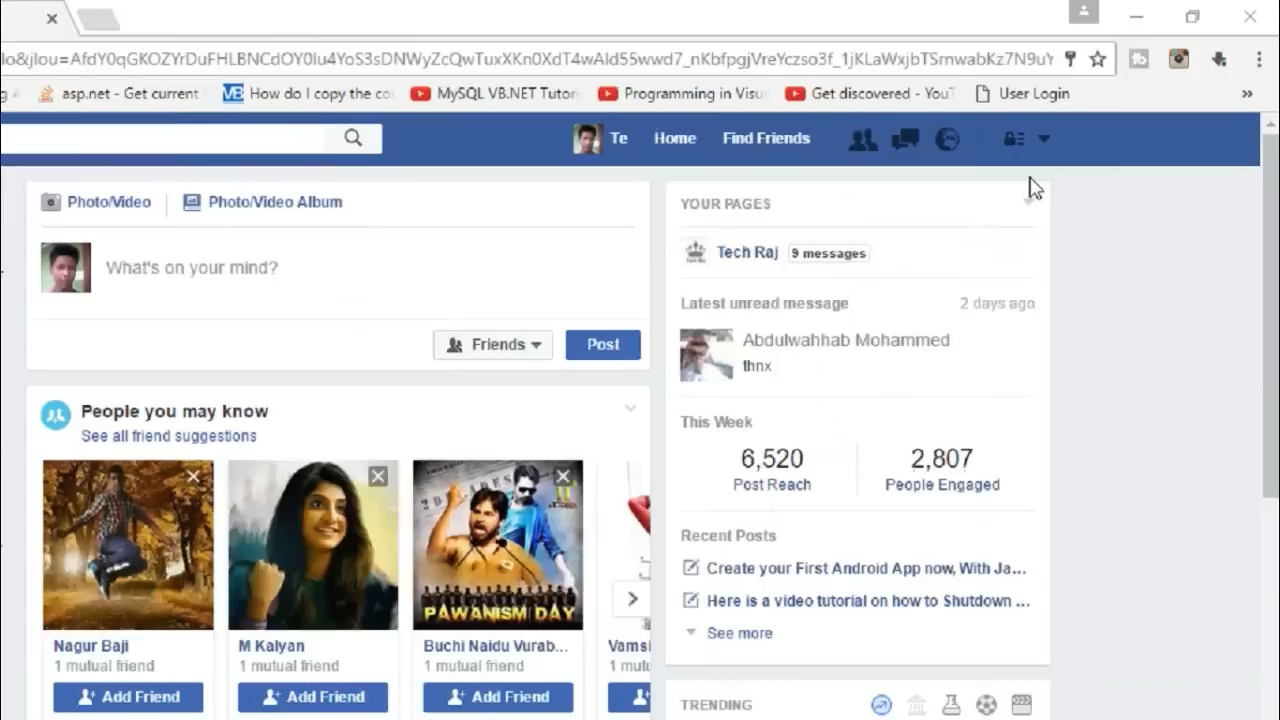 asp.net - Get current
VB How do I copy the co
MySQL VB.NET Tutor
Programming in Visu
Get discovered - YouT
User Login
Te
Home
Find Friends
Photo/Video
Photo/Video Album
What's on your mind?
Friends
Post
YOUR PAGES
Tech Raj 9 messages
Latest unread message 2 days ago
Abdulwahhab Mohammed
thnx
This Week
6,520 2,807
Post Reach People Engaged
Recent Posts
Create your First Android App now, With Ja...
Here is a video tutorial on how to Shutdown ...
See more
TRENDING
People you may know
See all friend suggestions
PAWANISM DAY
Nagur Baji
1 mutual friend
Add Friend
M Kalyan
1 mutual friend
Add Friend
Buchi Naidu Vurab...
1 mutual friend
Add Friend
Vamsi
1 mutu